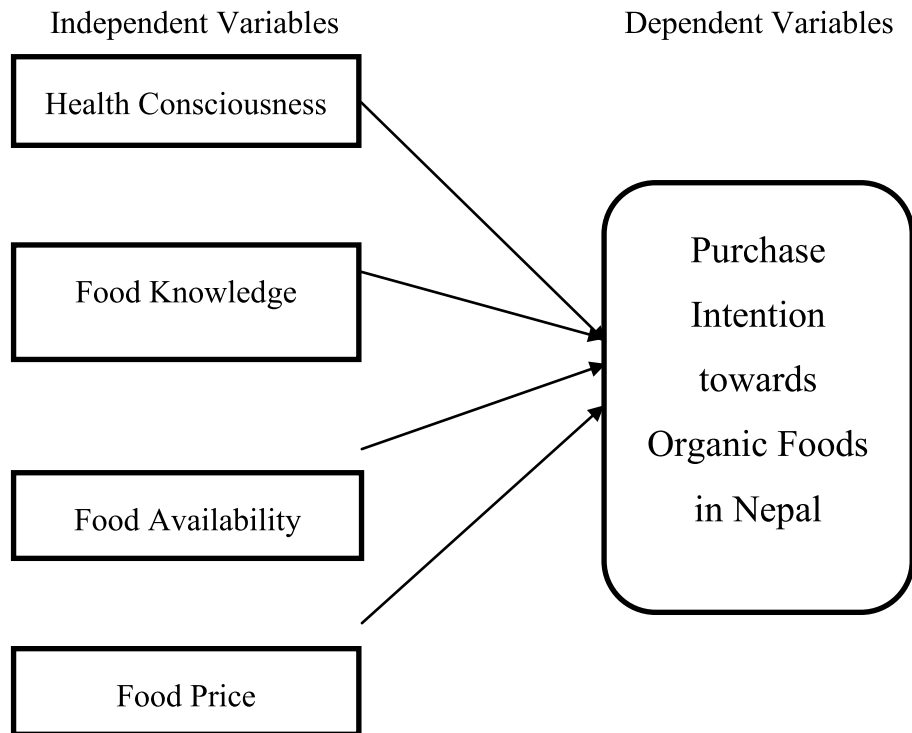 Independent Variables
Dependent Variables
Health Consciousness
Food Knowledge
Food Availability
Food Price
Purchase
Intention
towards
Organic Foods
in Nepal